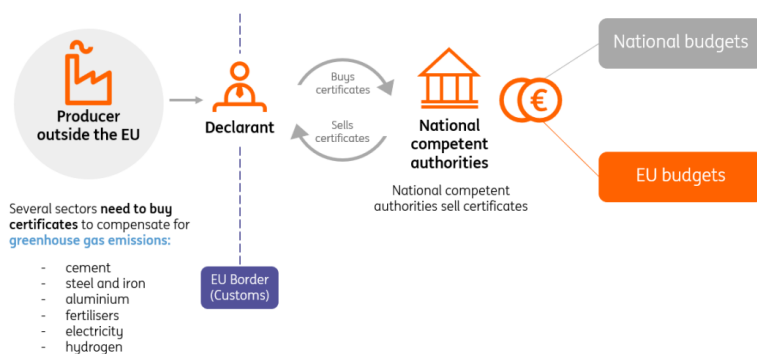 Producer
outside the EU
Declarant
Buys
certificates
Sells
certificates
National
competent
authorities
National competent
authorities sell certificates
€
National budgets
EU budgets
Several sectors need to buy
certificates to compensate for
greenhouse gas emissions:
- cement
- steel and iron
- aluminium
- fertilisers
- electricity
- hydrogen
EU Border
(Customs)